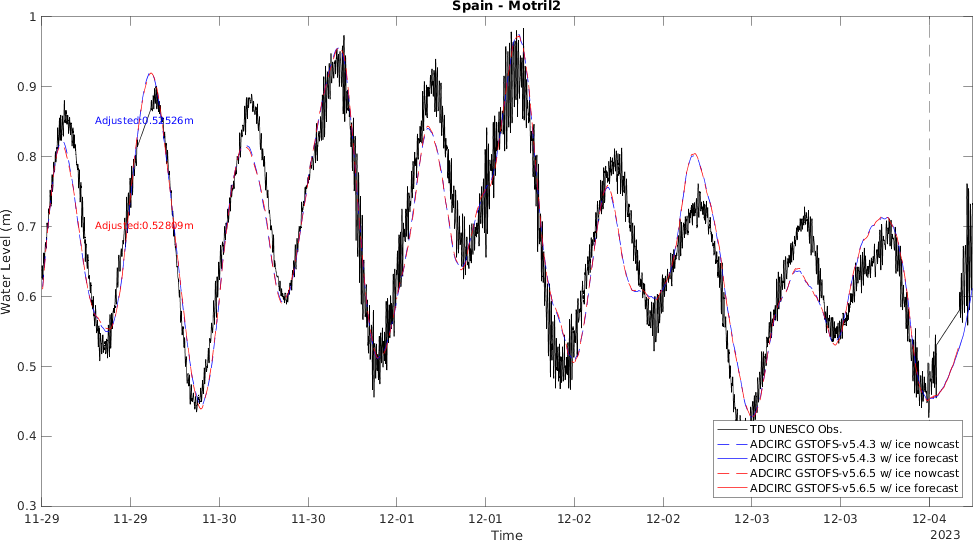 Spain - Motril2
1
0.9
0.8
0.7
0.6
0.5
0.4
0.3
Water Level (m)
Adjusted:0.52526m
Adjusted:0.52809m
TD UNESCO Obs.
ADCIRC GSTOFS-v5.4.3 w/ ice nowcast
ADCIRC GSTOFS-v5.4.3 w/ ice forecast
ADCIRC GSTOFS-v5.6.5 w/ ice nowcast
ADCIRC GSTOFS-v5.6.5 w/ ice forecast
11-29 11-29 11-30 11-30 12-01 12-01 12-02 12-02 12-03 12-03 12-04
2023
Time